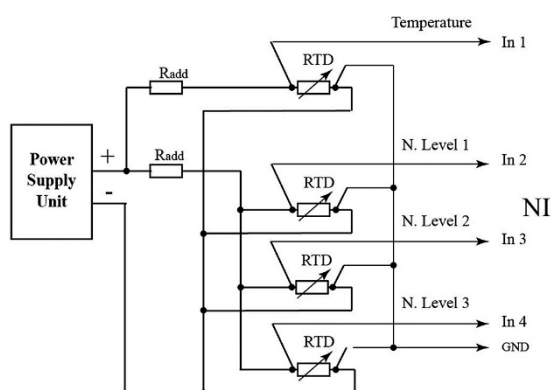 Temperature
In 1
RTD
Radd
Power
Supply
Unit
+
-
Radd
N. Level 1
In 2
RTD
NI
N. Level 2
In 3
RTD
N. Level 3
In 4
RTD
GND